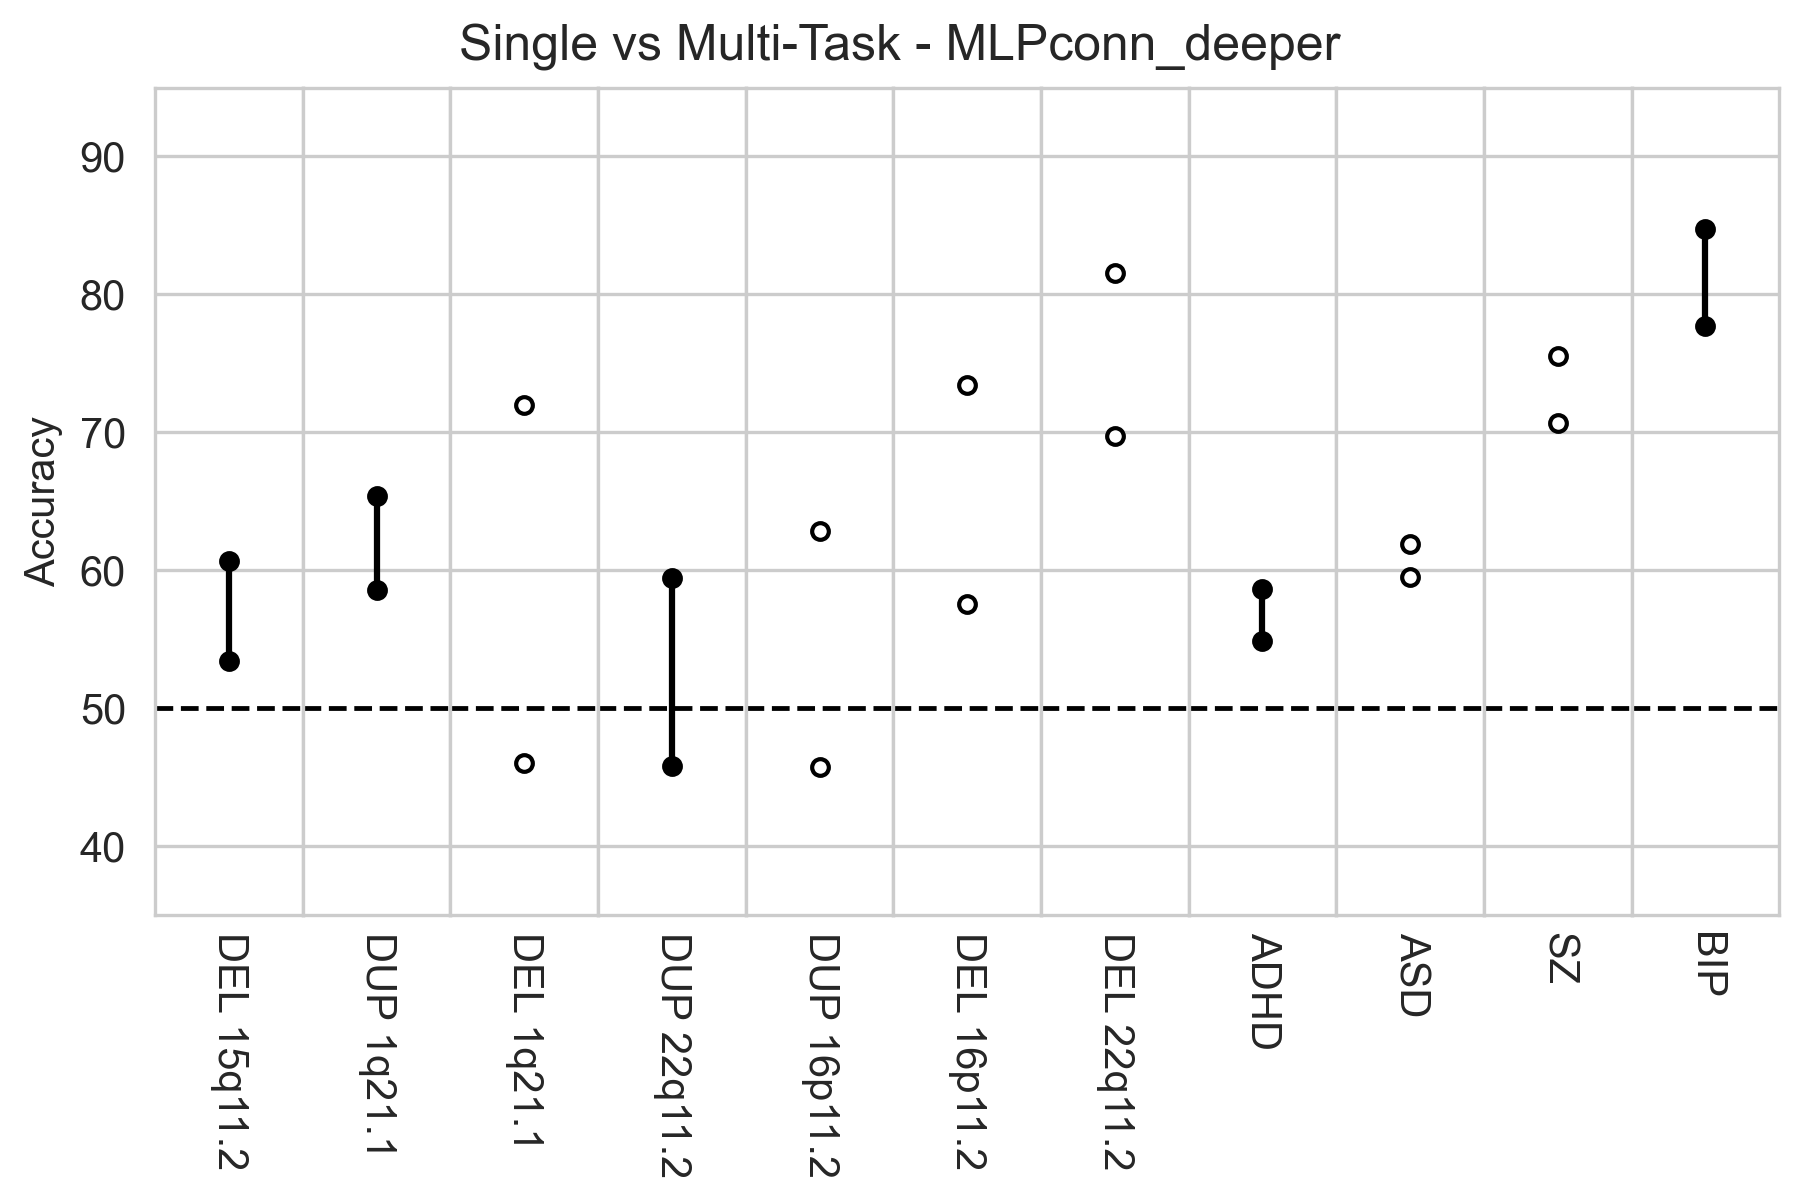 Single vs Multi-Task - MLPconn_deeper
Accuracy
90
80
70
60
50
40
DEL 15q11.2
DUP 1q21.1
DEL 1q21.1
DUP 22q11.2
DUP 16p11.2
DEL 16p11.2
DEL 22q11.2
ADHD
ASD
SZ
BIP